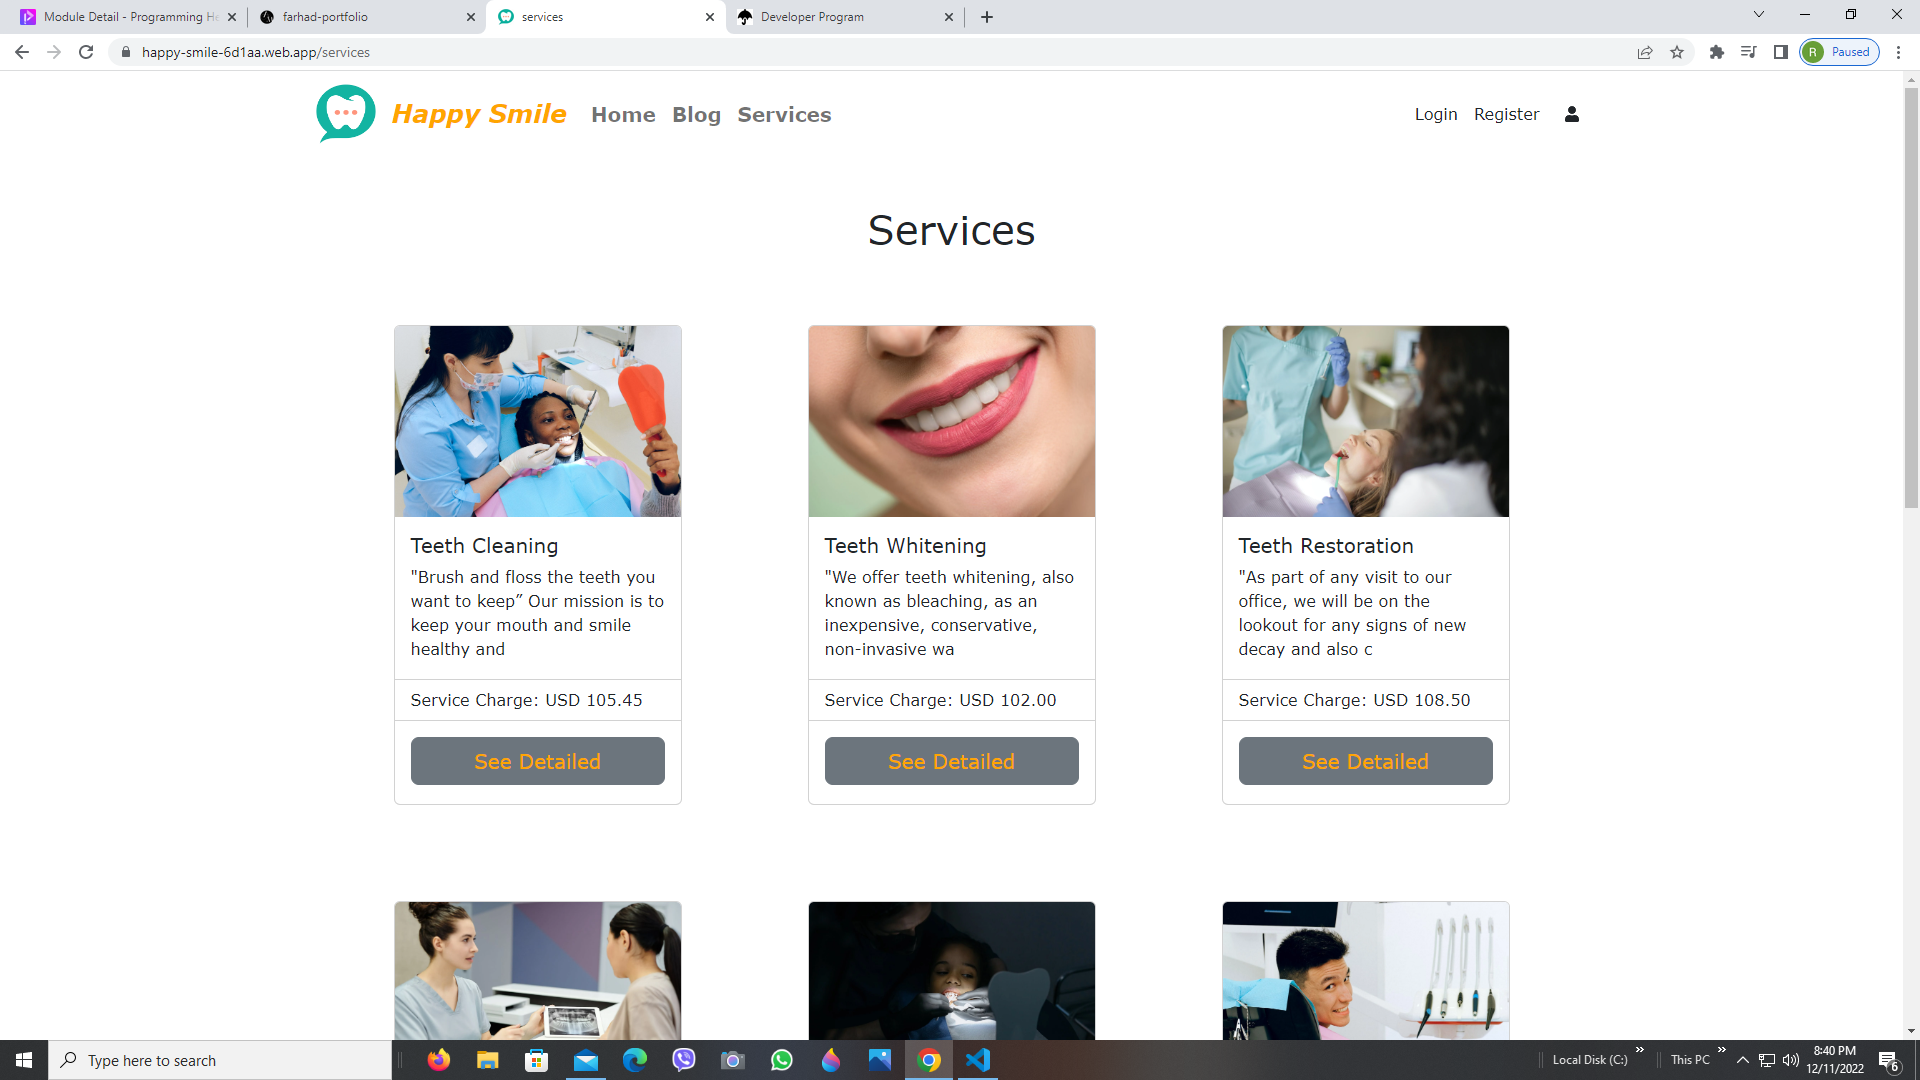 Module Detail - Programming He
farhad-portfolio
services
Developer Program
happy-smile-6d1aa.web.app/services
R
Paused
Happy Smile
Home
Blog
Services
Login
Register
Services
Teeth Cleaning
"Brush and floss the teeth you
want to keep” Our mission is to
keep your mouth and smile
healthy and
Service Charge: USD 105.45
See Detailed
Teeth Whitening
"We offer teeth whitening, also
known as bleaching, as an
inexpensive, conservative,
non-invasive wa
Service Charge: USD 102.00
See Detailed
Teeth Restoration
"As part of any visit to our
office, we will be on the
lookout for any signs of new
decay and also c
Service Charge: USD 108.50
See Detailed
Type here to search
Local Disk (C:)
This PC
8:40 PM
12/11/2022
6